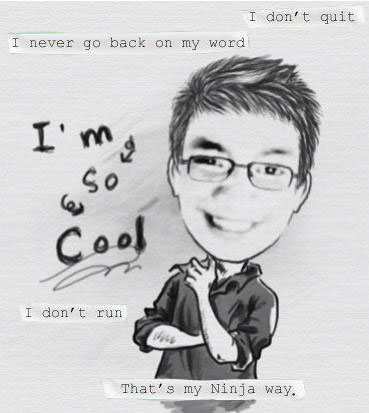 I don't quit
I never go back on my word
I'm
So
Cool
I don't run
That's my Ninja way.